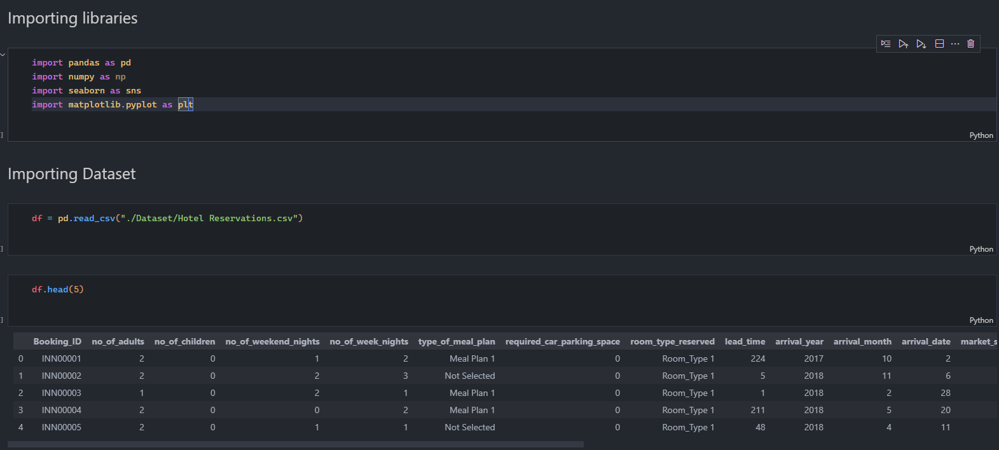 Importing libraries
import pandas as pd
import numpy as np
import seaborn as sns
import matplotlib.pyplot as plt
]
Python
Importing Dataset
df = pd.read_csv("./Dataset/Hotel Reservations.csv")
]
Python
df.head(5)
]
Python
Booking_ID no_of_adults no_of_children no_of_weekend_nights no_of_week_nights type_of_meal_plan required_car_parking_space room_type_reserved lead_time arrival_year arrival_month arrival_date market_s
0 INN00001 2 0 1 2 Meal Plan 1 0 Room_Type 1 224 2017 10 2
1 INN00002 2 0 2 3 Not Selected 0 Room_Type 1 5 2018 11 6
2 INN00003 1 0 2 1 Meal Plan 1 0 Room_Type 1 1 2018 2 28
3 INN00004 2 0 0 2 Meal Plan 1 0 Room_Type 1 211 2018 5 20
4 INN00005 2 0 1 1 Not Selected 0 Room_Type 1 48 2018 4 11